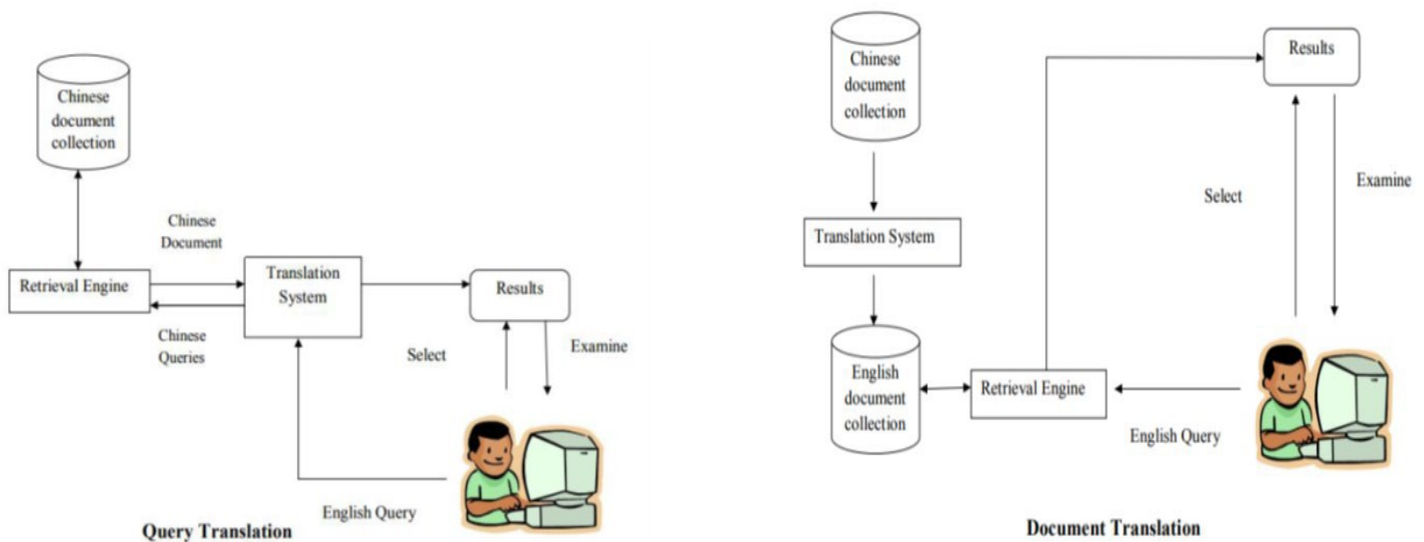 Chinese
document
collection
Chinese
Document
Retrieval Engine
Translation
System
Results
Chinese
Queries
Select
Examine
English Query
Query Translation
Chinese
document
collection
Results
Select
Examine
Translation System
English
document
collection
Retrieval Engine
English Query
Document Translation